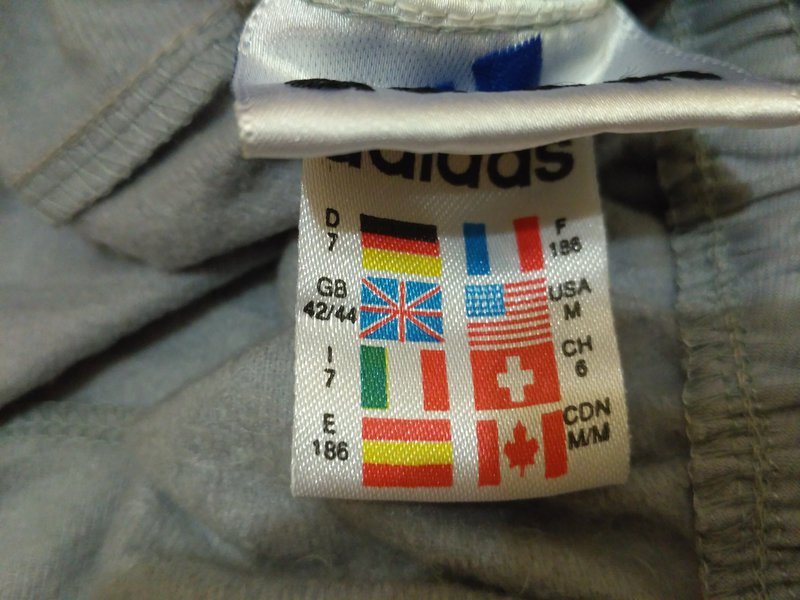 adidas
D
7
F
186
GB
42/44
USA
M
I
7
CH
6
E
186
CDN
M/M